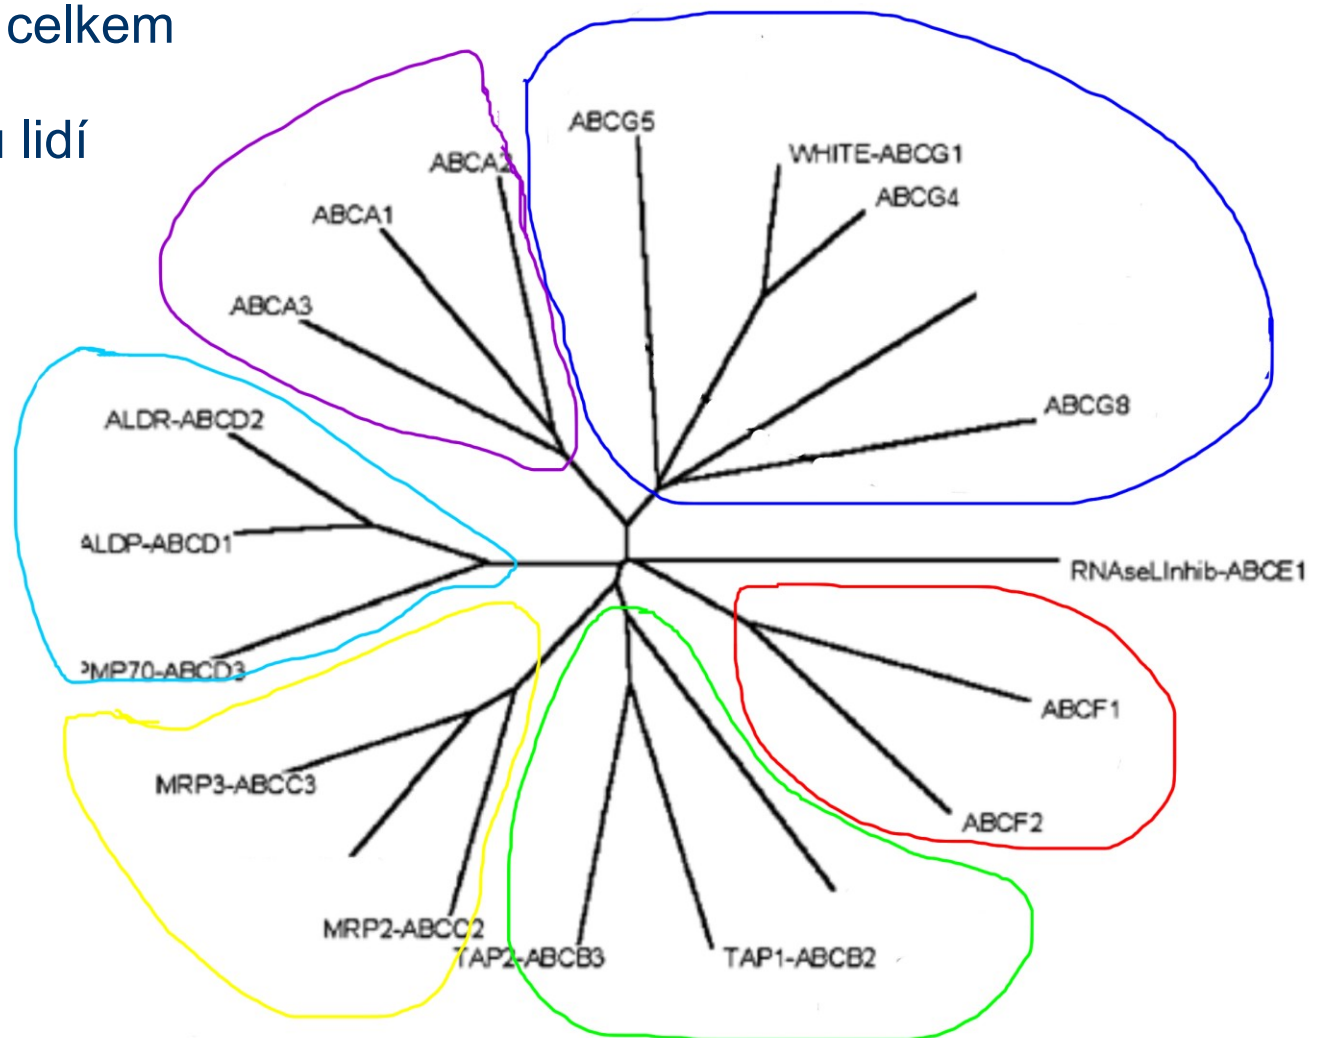 celkem
lidí
ABCG5
WHITE-ABCG1
ABCA2
ABCG4
ABCA1
ABCA3
ABCG8
ALDR-ABCD2
ALDP-ABCD1
RNAseLInhib-ABCE1
PMP70-ABCD3
ABCF1
MRP3-ABCC3
ABCF2
MRP2-ABCC2
TAP2-ABCB3
TAP1-ABCB2